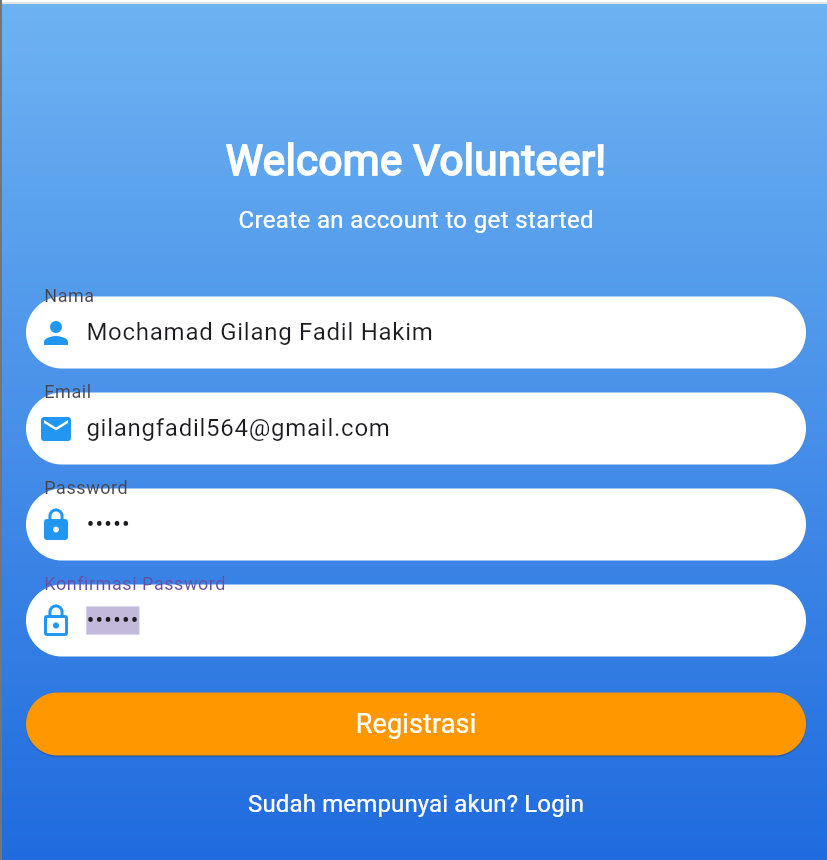 Welcome Volunteer!
Create an account to get started
Nama
Mochamad Gilang Fadil Hakim
Email
gilangfadil564@gmail.com
Password
•••••
Konfirmasi Password
••••••
Registrasi
Sudah mempunyai akun? Login